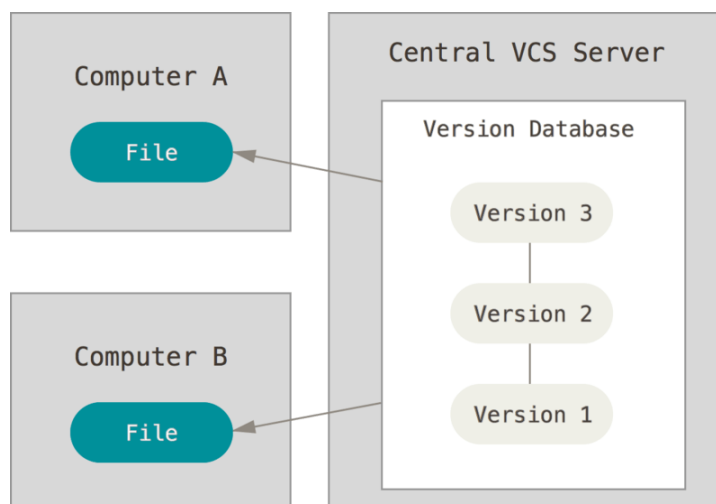 Computer A
File
Computer B
File
Central VCS Server
Version Database
Version 3
Version 2
Version 1